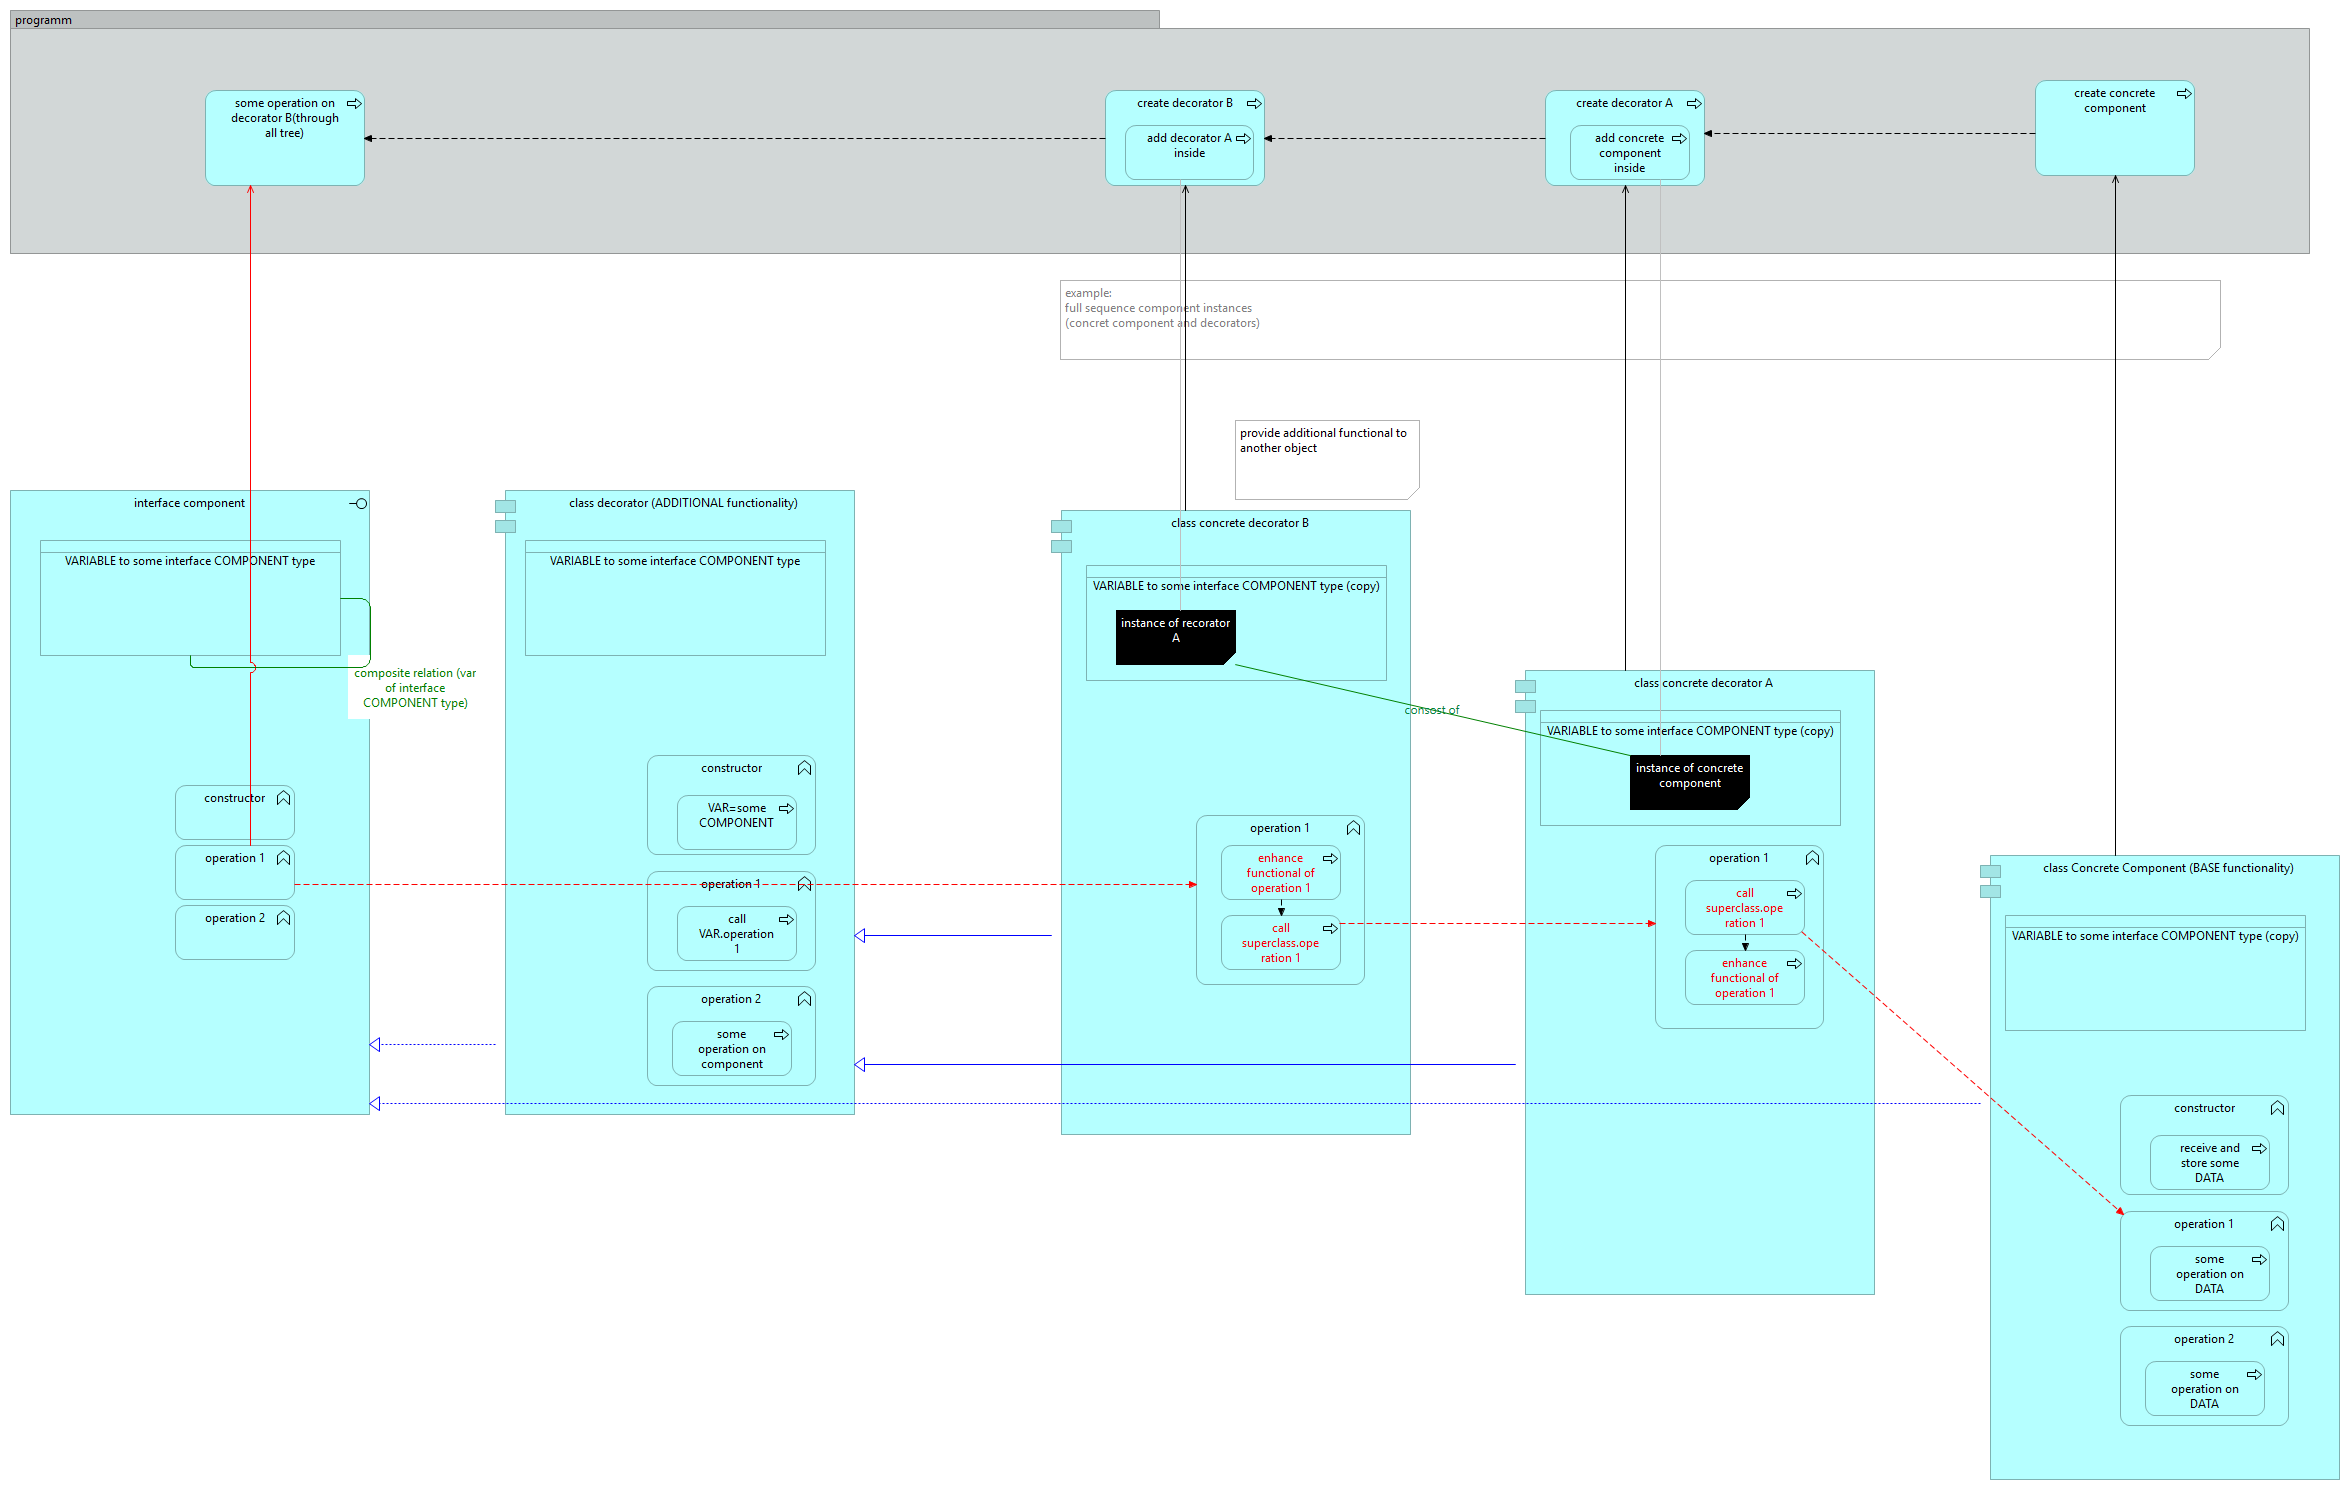 programm
some operation on
decorator B(through
all tree)
create decorator B
add decorator A
inside
create decorator A
add concrete
component
inside
create concrete
component
example:
full sequence component instances
(concret component and decorators)
provide additional functional to
another object
interface component
VARIABLE to some interface COMPONENT type
composite relation (var
of interface
COMPONENT type)
constructor
operation 1
operation 2
class decorator (ADDITIONAL functionality)
VARIABLE to some interface COMPONENT type
constructor
VAR=some
COMPONENT
operation 1
call
VAR.operation
1
operation 2
some
operation on
component
class concrete decorator B
VARIABLE to some interface COMPONENT type (copy)
instance of recorator
A
consost of
operation 1
enhance
functional of
operation 1
call
superclass.ope
ration 1
class concrete decorator A
VARIABLE to some interface COMPONENT type (copy)
instance of concrete
component
operation 1
call
superclass.ope
ration 1
enhance
functional of
operation 1
class Concrete Component (BASE functionality)
VARIABLE to some interface COMPONENT type (copy)
constructor
receive and
store some
DATA
operation 1
some
operation on
DATA
operation 2
some
operation on
DATA